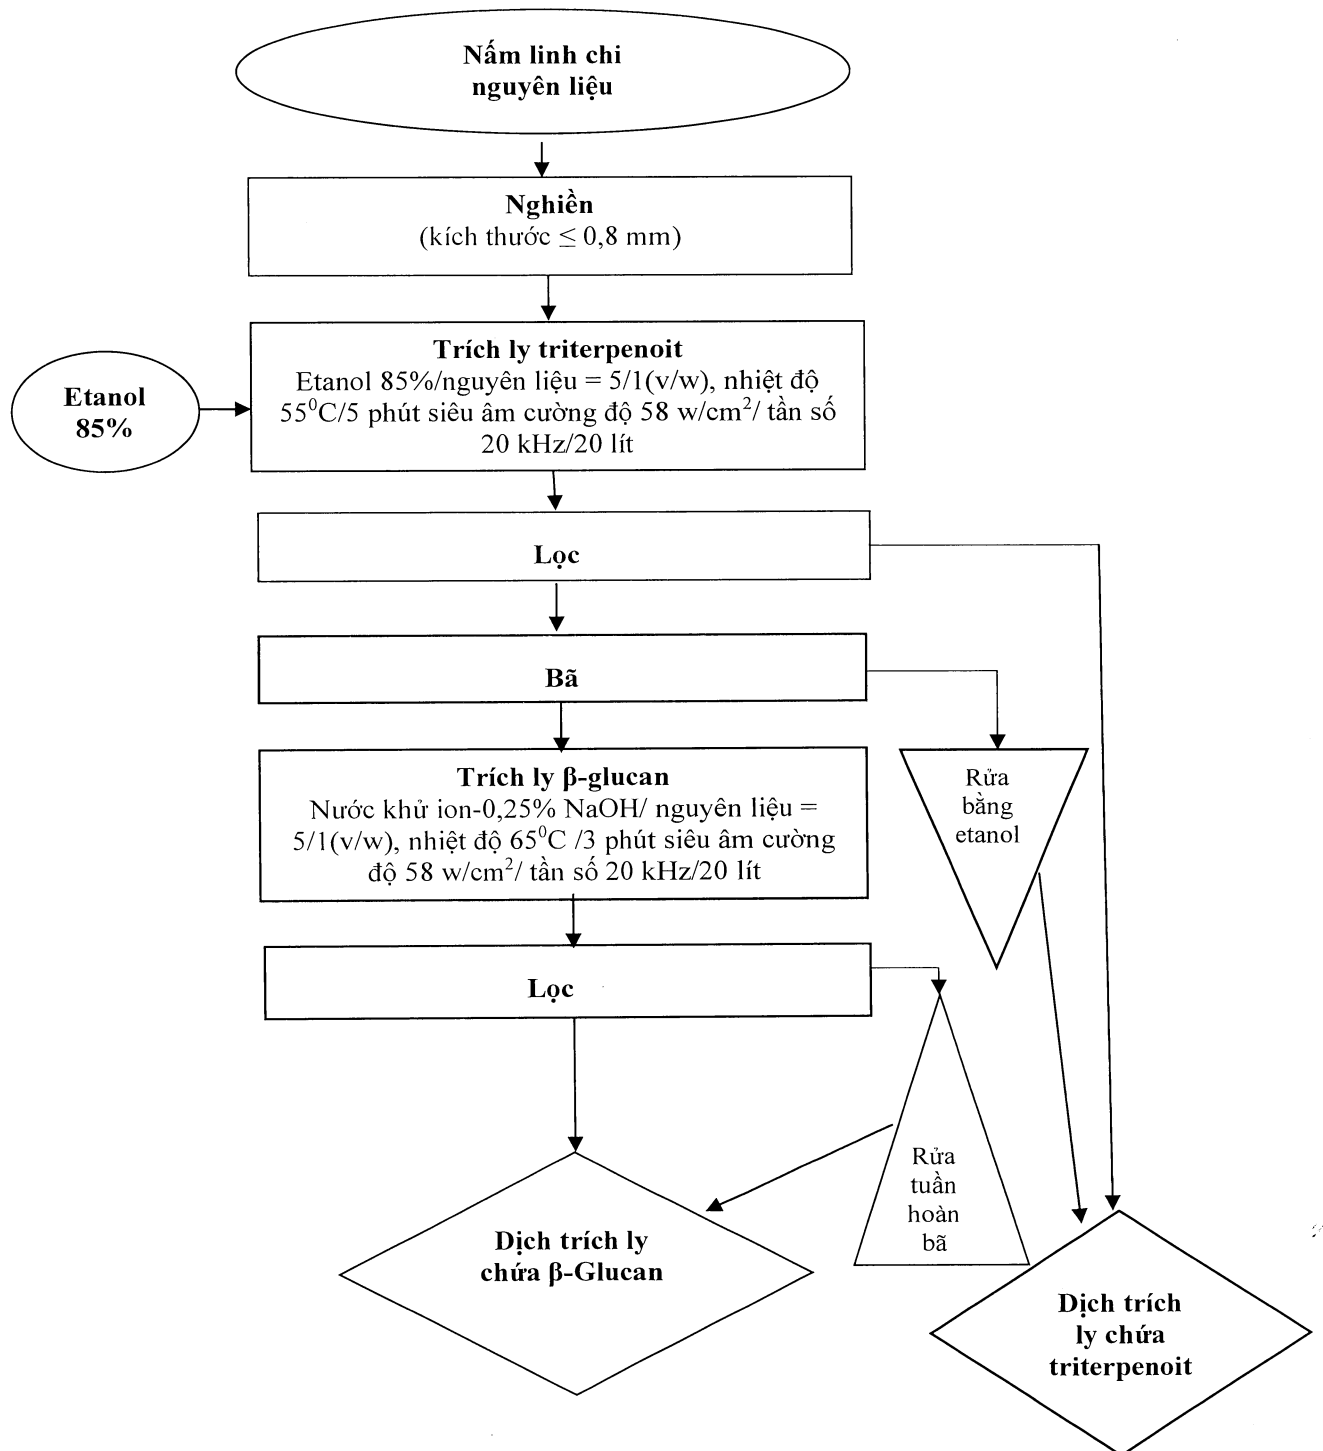 Nấm linh chi
nguyên liệu
Nghiền
(kích thước ≤ 0,8 mm)
Trích ly triterpenoit
Etanol 85%/nguyên liệu = 5/1(v/w), nhiệt độ
55⁰C/5 phút siêu âm cường độ 58 w/cm²/ tần số
20 kHz/20 lít
Etanol
85%
Lọc
Bã
Trích ly β-glucan
Nước khử ion-0,25% NaOH/ nguyên liệu =
5/1(v/w), nhiệt độ 65⁰C /3 phút siêu âm cường
độ 58 w/cm²/ tần số 20 kHz/20 lít
Rửa
bằng
etanol
Lọc
Rửa
tuần
hoàn
bã
Dịch trích ly
chứa β-Glucan
Dịch trích
ly chứa
triterpenoit